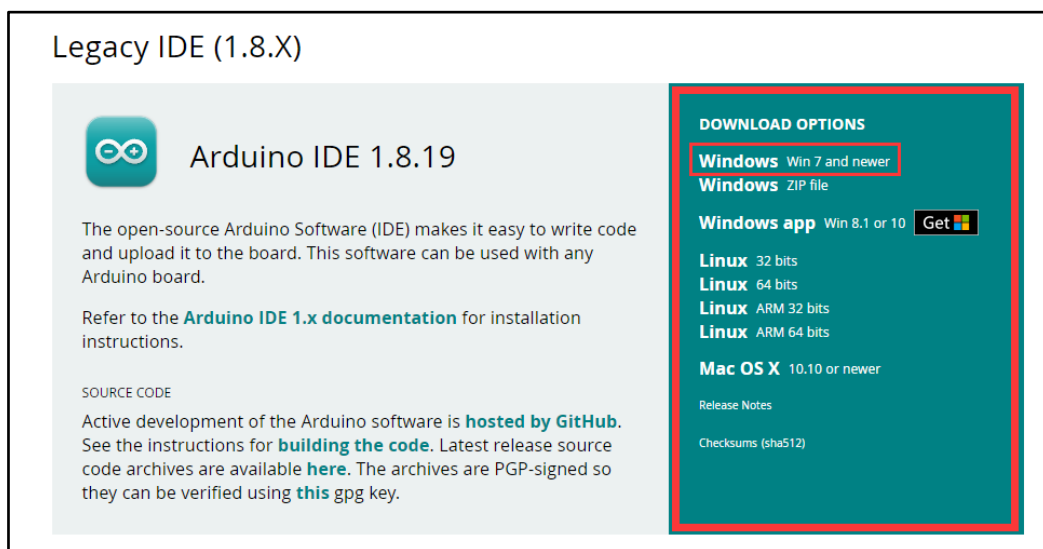 Legacy IDE (1.8.X)
Arduino IDE 1.8.19
The open-source Arduino Software (IDE) makes it easy to write code
and upload it to the board. This software can be used with any
Arduino board.
Refer to the Arduino IDE 1.x documentation for installation
instructions.
SOURCE CODE
Active development of the Arduino software is hosted by GitHub.
See the instructions for building the code. Latest release source
code archives are available here. The archives are PGP-signed so
they can be verified using this gpg key.
DOWNLOAD OPTIONS
Windows Win 7 and newer
Windows ZIP file
Windows app Win 8.1 or 10 Get
Linux 32 bits
Linux 64 bits
Linux ARM 32 bits
Linux ARM 64 bits
Mac OS X 10.10 or newer
Release Notes
Checksums (sha512)